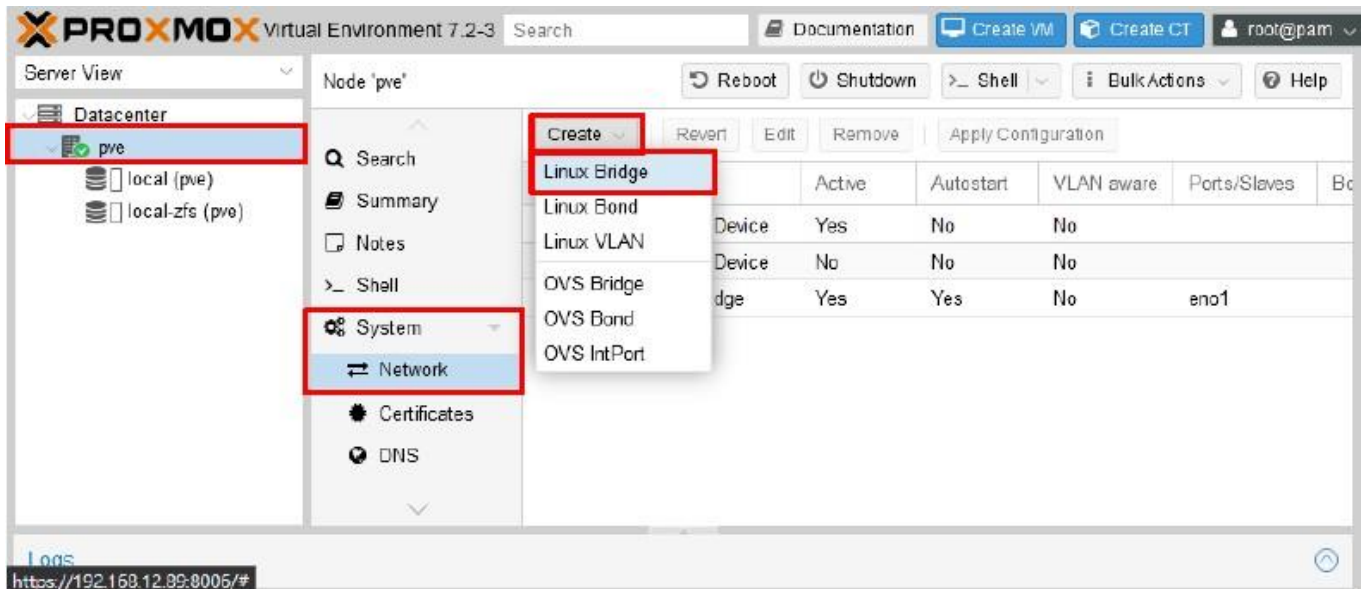 PROXMOX Virtual Environment 7.2-3 Search Documentation Create VM Create CT root@pam
Server View
Node 'pve' Reboot Shutdown >_ Shell Bulk Actions Help
Datacenter
pve
local (pve)
local-zfs (pve)
Search
Summary
Notes
>_ Shell
System
Network
Certificates
DNS
Create Revert Edit Remove Apply Configuration
Linux Bridge
Linux Bond
Linux VLAN
OVS Bridge
OVS Bond
OVS IntPort
Active Autostart VLAN aware Ports/Slaves Bo
Device Yes No No
Device No No No
dge Yes Yes No eno1
Logs
https://192.168.12.89:8006/#